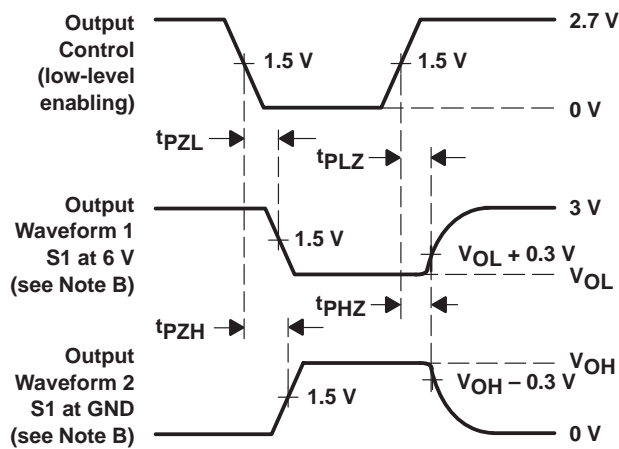 Output
Control
(low-level
enabling)
2.7 V
1.5 V
1.5 V
0 V
tPZL
tPLZ
Output
Waveform 1
S1 at 6 V
(see Note B)
3 V
1.5 V
VOL + 0.3 V
VOL
tPHZ
tPZH
Output
Waveform 2
S1 at GND
(see Note B)
VOH
VOH – 0.3 V
1.5 V
0 V